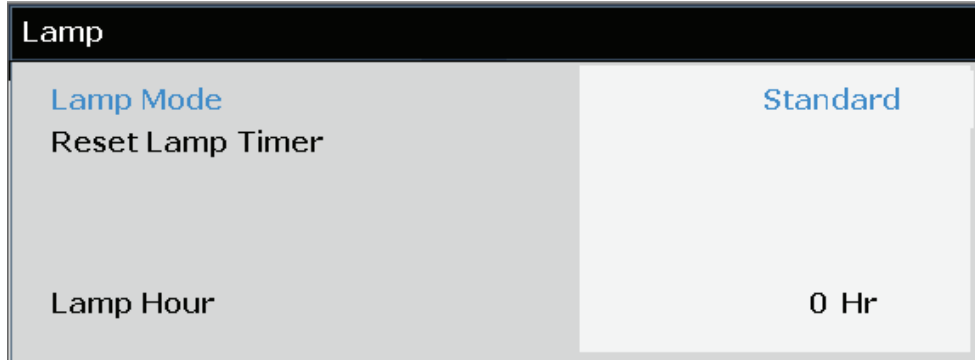 Lamp
Lamp Mode Standard
Reset Lamp Timer
Lamp Hour 0 Hr